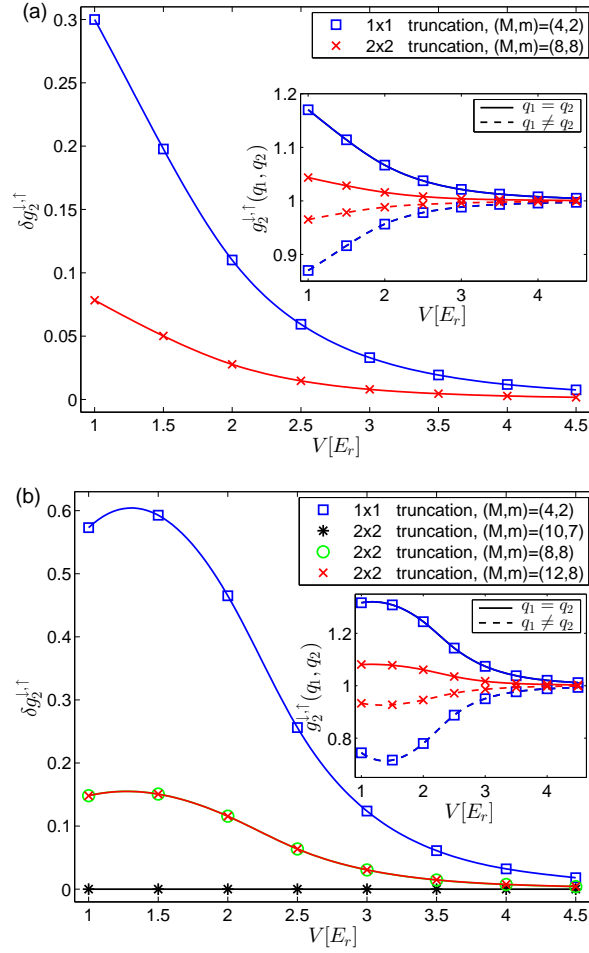 (a)
0.3
0.25
0.2
0.15
0.1
0.05
0
δg₂^{↓,↑}
1x1 truncation, (M,m)=(4,2)
2x2 truncation, (M,m)=(8,8)
1.2
1.1
1
0.9
g₂^{↓,↑}(q₁, q₂)
q₁ = q₂
q₁ ≠ q₂
1 2 3 4
V[E_r]
1 1.5 2 2.5 3 3.5 4 4.5
V[E_r]
(b)
0.6
0.5
0.4
0.3
0.2
0.1
0
δg₂^{↓,↑}
1x1 truncation, (M,m)=(4,2)
2x2 truncation, (M,m)=(10,7)
2x2 truncation, (M,m)=(8,8)
2x2 truncation, (M,m)=(12,8)
1.2
1
0.8
g₂^{↓,↑}(q₁, q₂)
q₁ = q₂
q₁ ≠ q₂
1 2 3 4
V[E_r]
1 1.5 2 2.5 3 3.5 4 4.5
V[E_r]